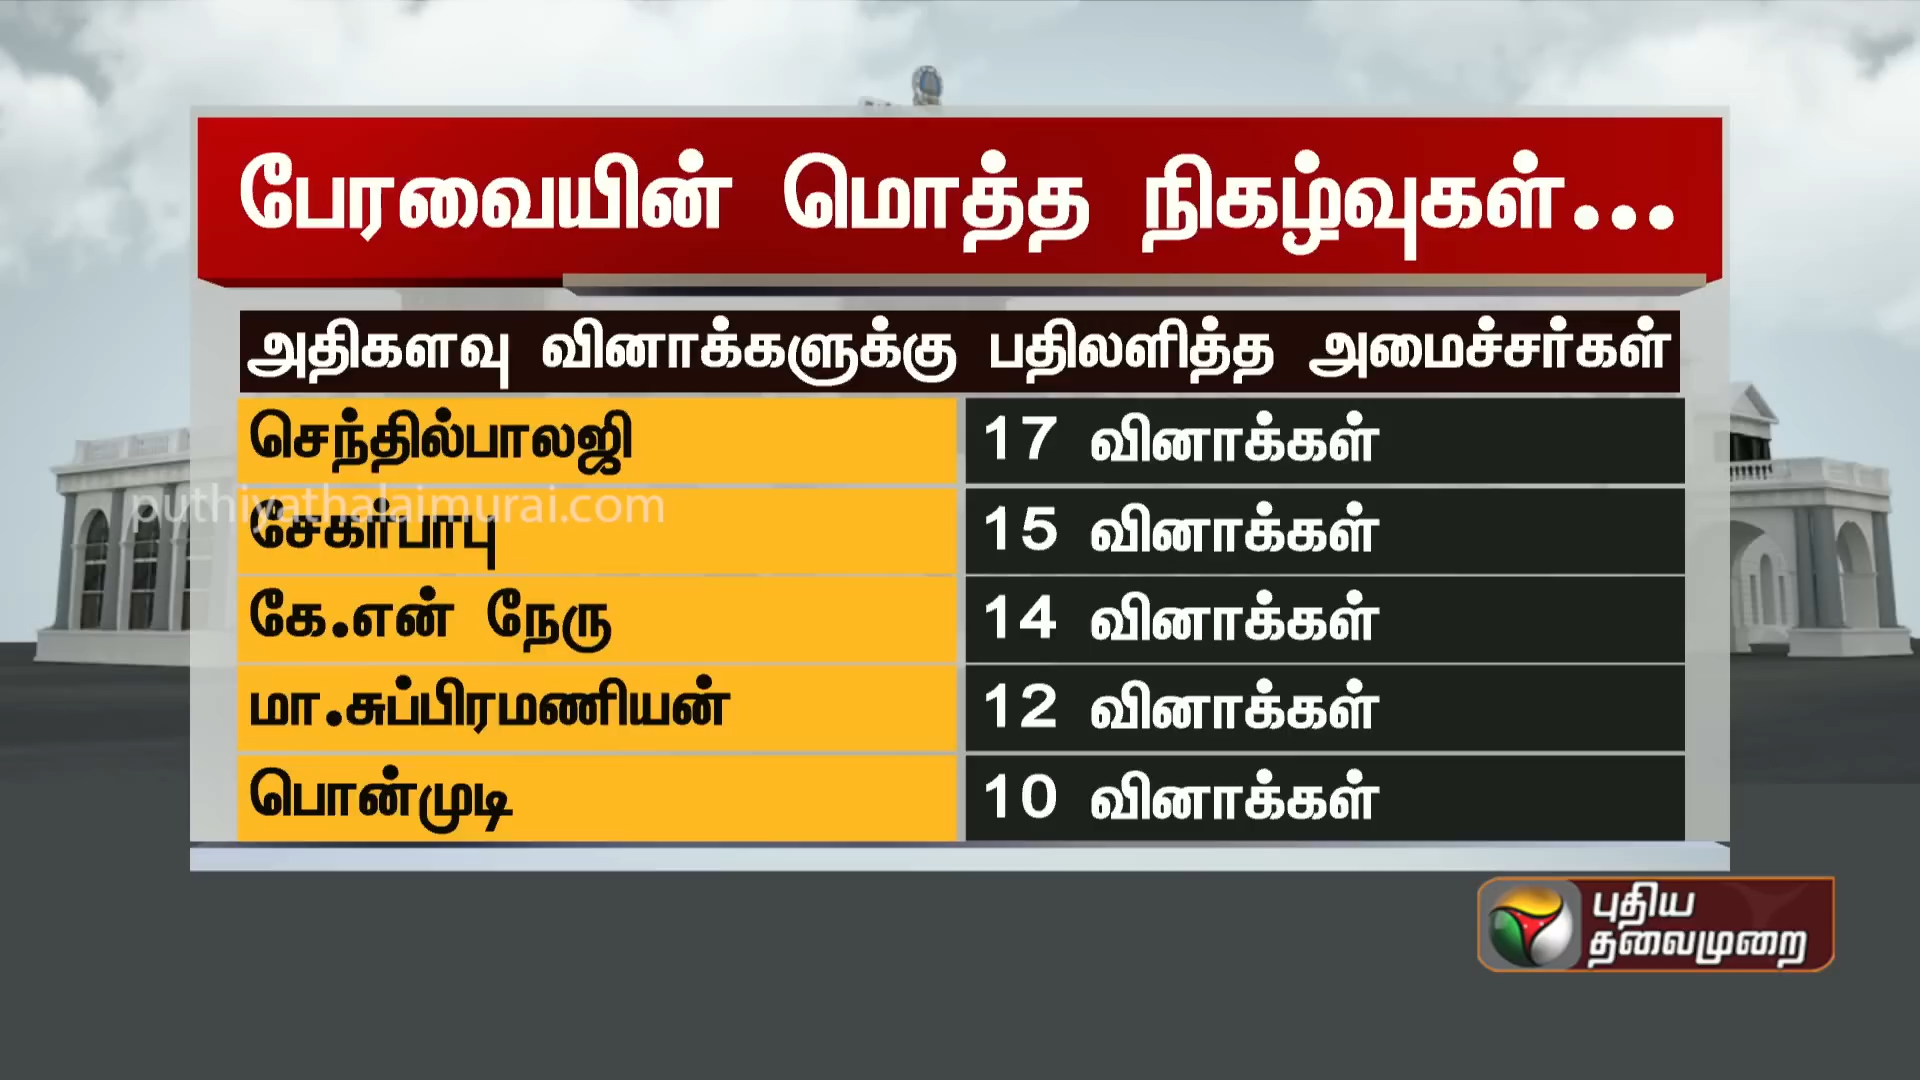 பேரவையின் மொத்த நிகழ்வுகள்...
அதிகளவு வினாக்களுக்கு பதிலளித்த அமைச்சர்கள்
செந்தில்பாலஜி 17 வினாக்கள்
puthiyathalaimurai.com
சேகர்பாபு 15 வினாக்கள்
கே.என் நேரு 14 வினாக்கள்
மா.சுப்பிரமணியன் 12 வினாக்கள்
பொன்முடி 10 வினாக்கள்
புதிய
தலைமுறை